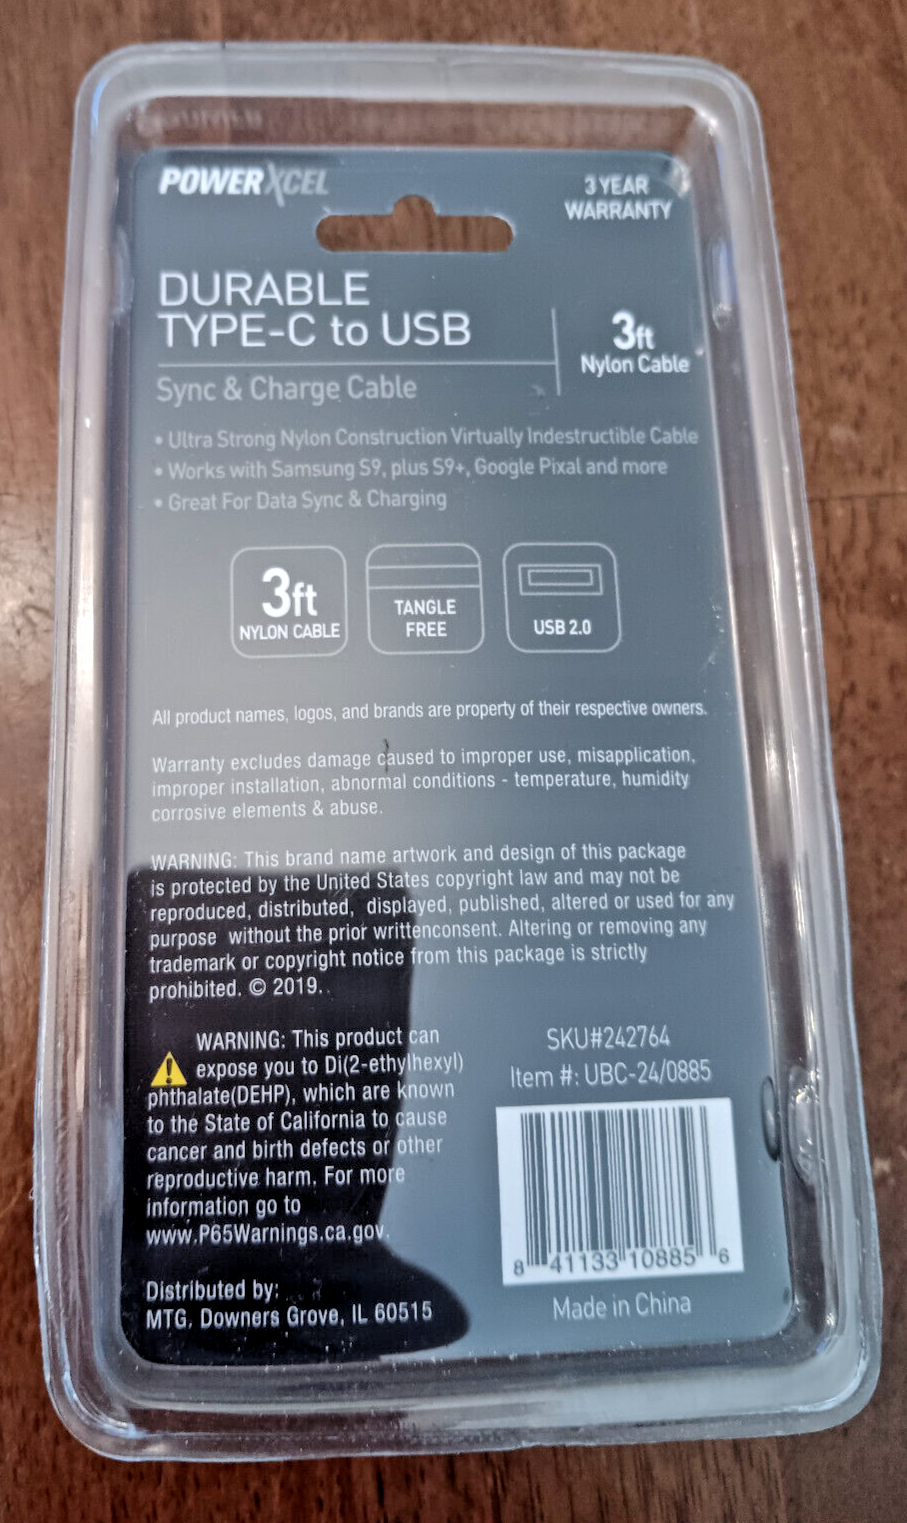 POWERXCEL
3 YEAR
WARRANTY
DURABLE
TYPE-C to USB
3ft
Nylon Cable
Sync & Charge Cable
• Ultra Strong Nylon Construction Virtually Indestructible Cable
• Works with Samsung S9, plus S9+, Google Pixal and more
• Great For Data Sync & Charging
3ft
NYLON CABLE
TANGLE
FREE
USB 2.0
All product names, logos, and brands are property of their respective owners.
Warranty excludes damage caused to improper use, misapplication,
improper installation, abnormal conditions - temperature, humidity
corrosive elements & abuse.
WARNING: This brand name artwork and design of this package
is protected by the United States copyright law and may not be
reproduced, distributed, displayed, published, altered or used for any
purpose without the prior writtenconsent. Altering or removing any
trademark or copyright notice from this package is strictly
prohibited. © 2019.
WARNING: This product can
expose you to Di(2-ethylhexyl)
phthalate(DEHP), which are known
to the State of California to cause
cancer and birth defects or other
reproductive harm. For more
information go to
www.P65Warnings.ca.gov.
Distributed by:
MTG, Downers Grove, IL 60515
SKU#242764
Item #: UBC-24/0885
8 41133 10885 6
Made in China